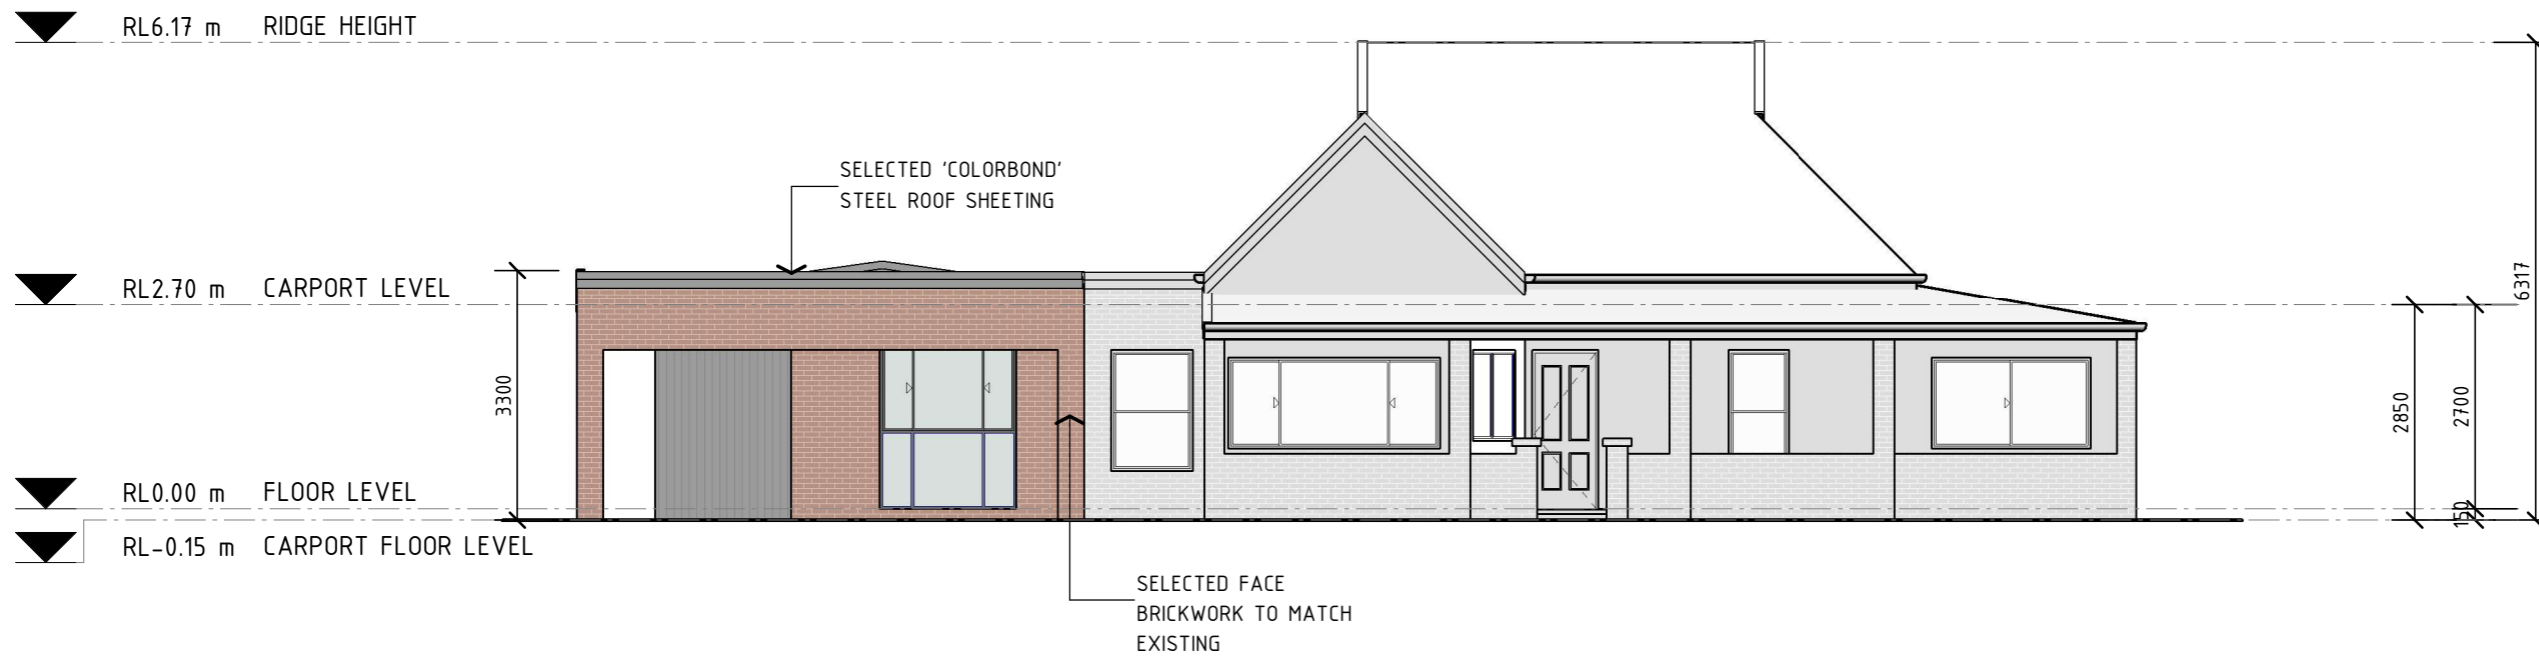 RL6.17 m RIDGE HEIGHT
SELECTED 'COLORBOND'
STEEL ROOF SHEETING
RL2.70 m CARPORT LEVEL
6317
3300
2850
2700
RL0.00 m FLOOR LEVEL
150
RL-0.15 m CARPORT FLOOR LEVEL
SELECTED FACE
BRICKWORK TO MATCH
EXISTING